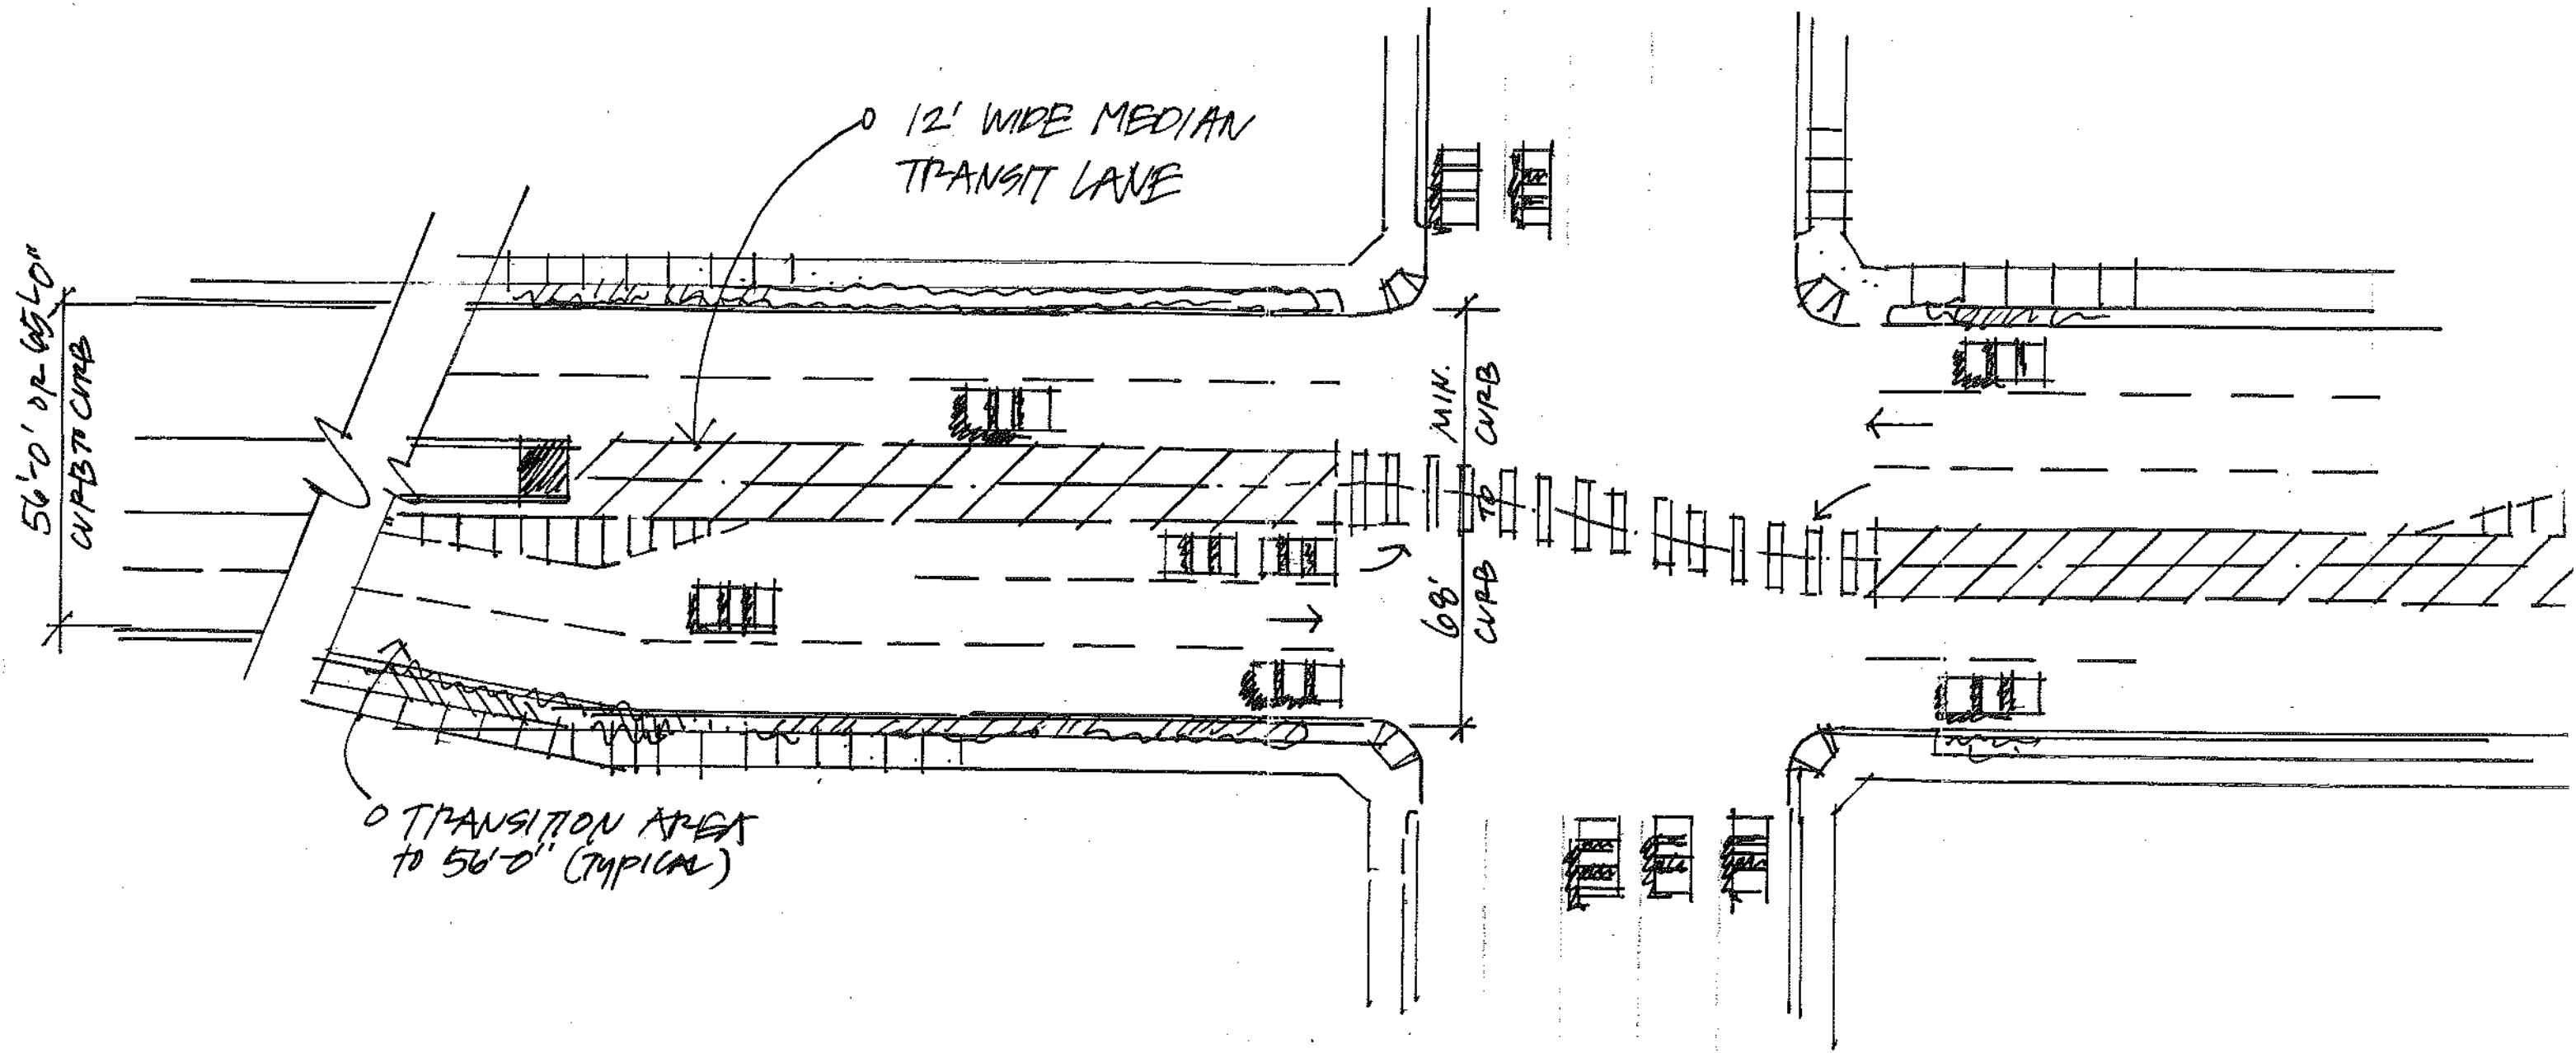 12' WIDE MEDIAN
TRANSIT LANE
56'-0' OR 65'-0"
CURB TO CURB
68' MIN.
CURB TO CURB
TRANSITION AREA
to 56'-0" (TYPICAL)